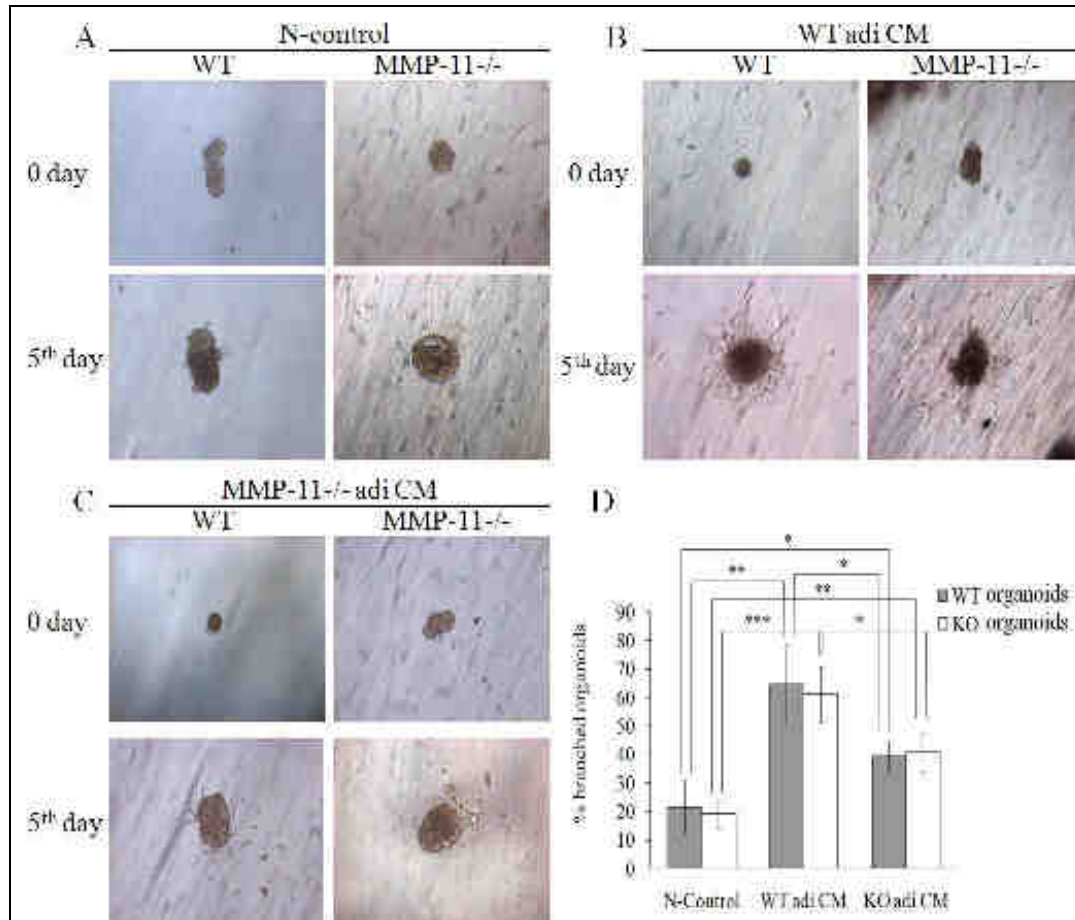 A
N-control
WT MMP-11-/-
0 day
5th day
B
WT adi CM
WT MMP-11-/-
0 day
5th day
C
MMP-11-/- adi CM
WT MMP-11-/-
0 day
5th day
D
*
** *
**
*** *
WT organoids
KO organoids
% branched organoids
90
80
70
60
50
40
30
20
10
0
N-Control WT adi CM KO adi CM